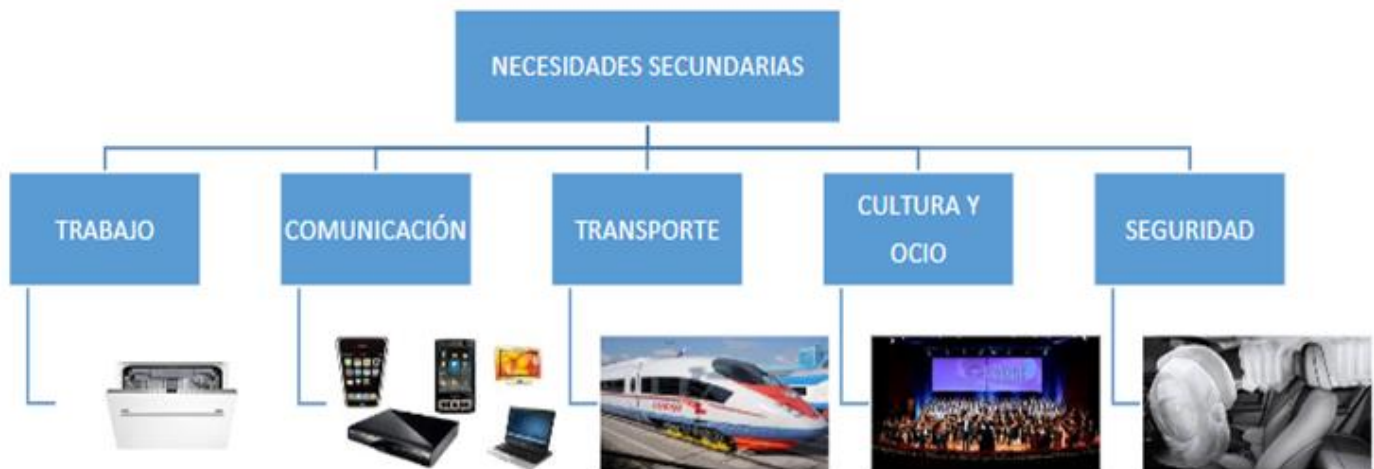 NECESIDADES SECUNDARIAS
TRABAJO
COMUNICACIÓN
TRANSPORTE
CULTURA Y
OCIO
SEGURIDAD